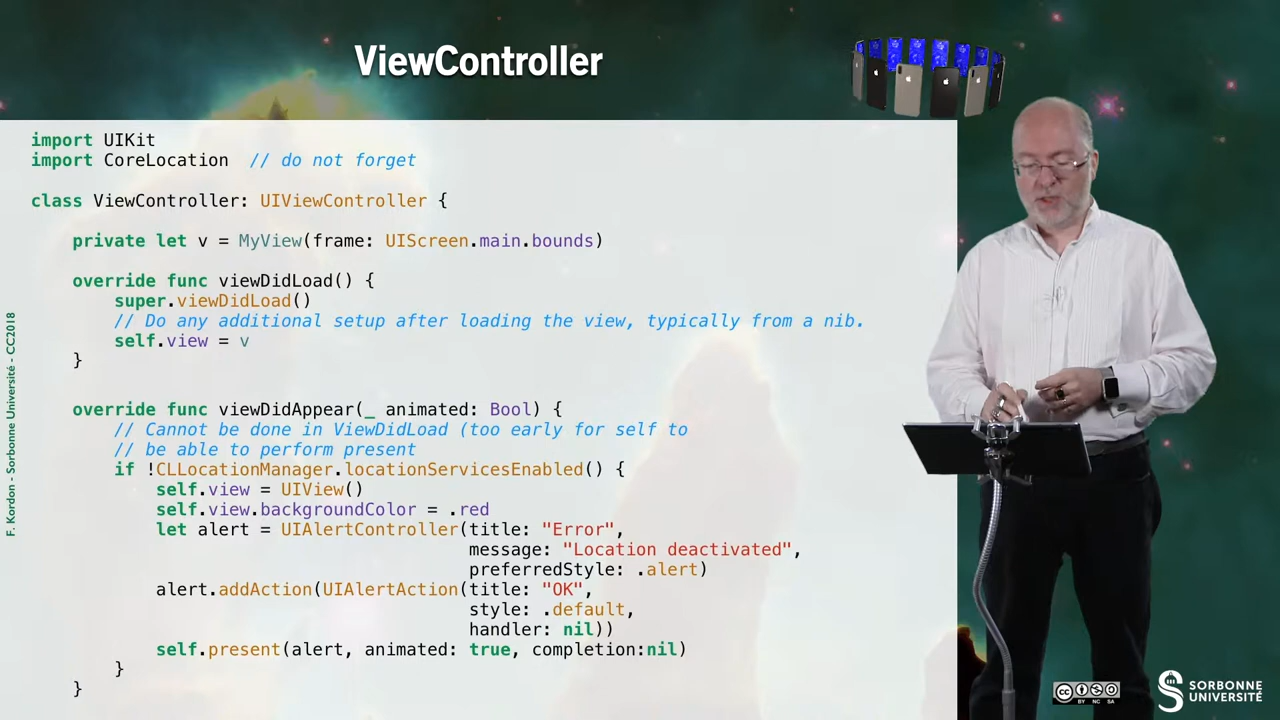 ViewController
import UIKit
import CoreLocation  // do not forget
class ViewController: UIViewController {
    private let v = MyView(frame: UIScreen.main.bounds)
    override func viewDidLoad() {
        super.viewDidLoad()
        // Do any additional setup after loading the view, typically from a nib.
        self.view = v
    }
    override func viewDidAppear(_ animated: Bool) {
        // Cannot be done in ViewDidLoad (too early for self to
        // be able to perform present
        if !CLLocationManager.locationServicesEnabled() {
            self.view = UIView()
            self.view.backgroundColor = .red
            let alert = UIAlertController(title: "Error",
                                          message: "Location deactivated",
                                          preferredStyle: .alert)
            alert.addAction(UIAlertAction(title: "OK",
                                          style: .default,
                                          handler: nil))
            self.present(alert, animated: true, completion:nil)
        }
    }
F. Kordon - Sorbonne Université - CC2018
cc BY NC SA
SORBONNE
UNIVERSITÉ